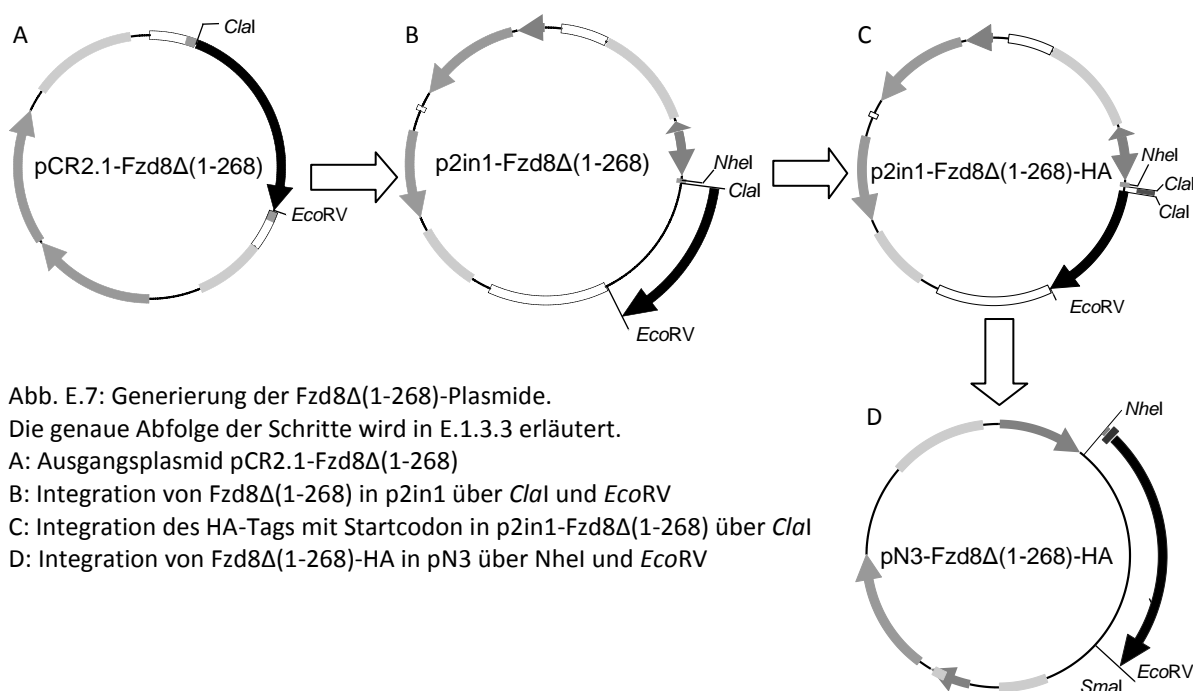 A
ClaI
pCR2.1-Fzd8Δ(1-268)
EcoRV
B
p2in1-Fzd8Δ(1-268)
NheI
ClaI
EcoRV
C
p2in1-Fzd8Δ(1-268)-HA
NheI
ClaI
ClaI
EcoRV
Abb. E.7: Generierung der Fzd8Δ(1-268)-Plasmide.
Die genaue Abfolge der Schritte wird in E.1.3.3 erläutert.
A: Ausgangsplasmid pCR2.1-Fzd8Δ(1-268)
B: Integration von Fzd8Δ(1-268) in p2in1 über ClaI und EcoRV
C: Integration des HA-Tags mit Startcodon in p2in1-Fzd8Δ(1-268) über ClaI
D: Integration von Fzd8Δ(1-268)-HA in pN3 über NheI und EcoRV
D
NheI
pN3-Fzd8Δ(1-268)-HA
SmaI
EcoRV